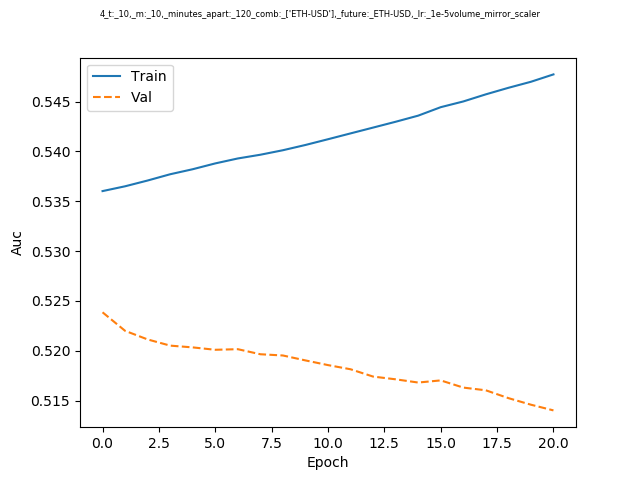 4_t:_10,_m:_10,_minutes_apart:_120_comb:_['ETH-USD'],_future:_ETH-USD,_lr:_1e-5volume_mirror_scaler
Train
Val
0.545
0.540
0.535
0.530
0.525
0.520
0.515
Auc
0.0 2.5 5.0 7.5 10.0 12.5 15.0 17.5 20.0
Epoch